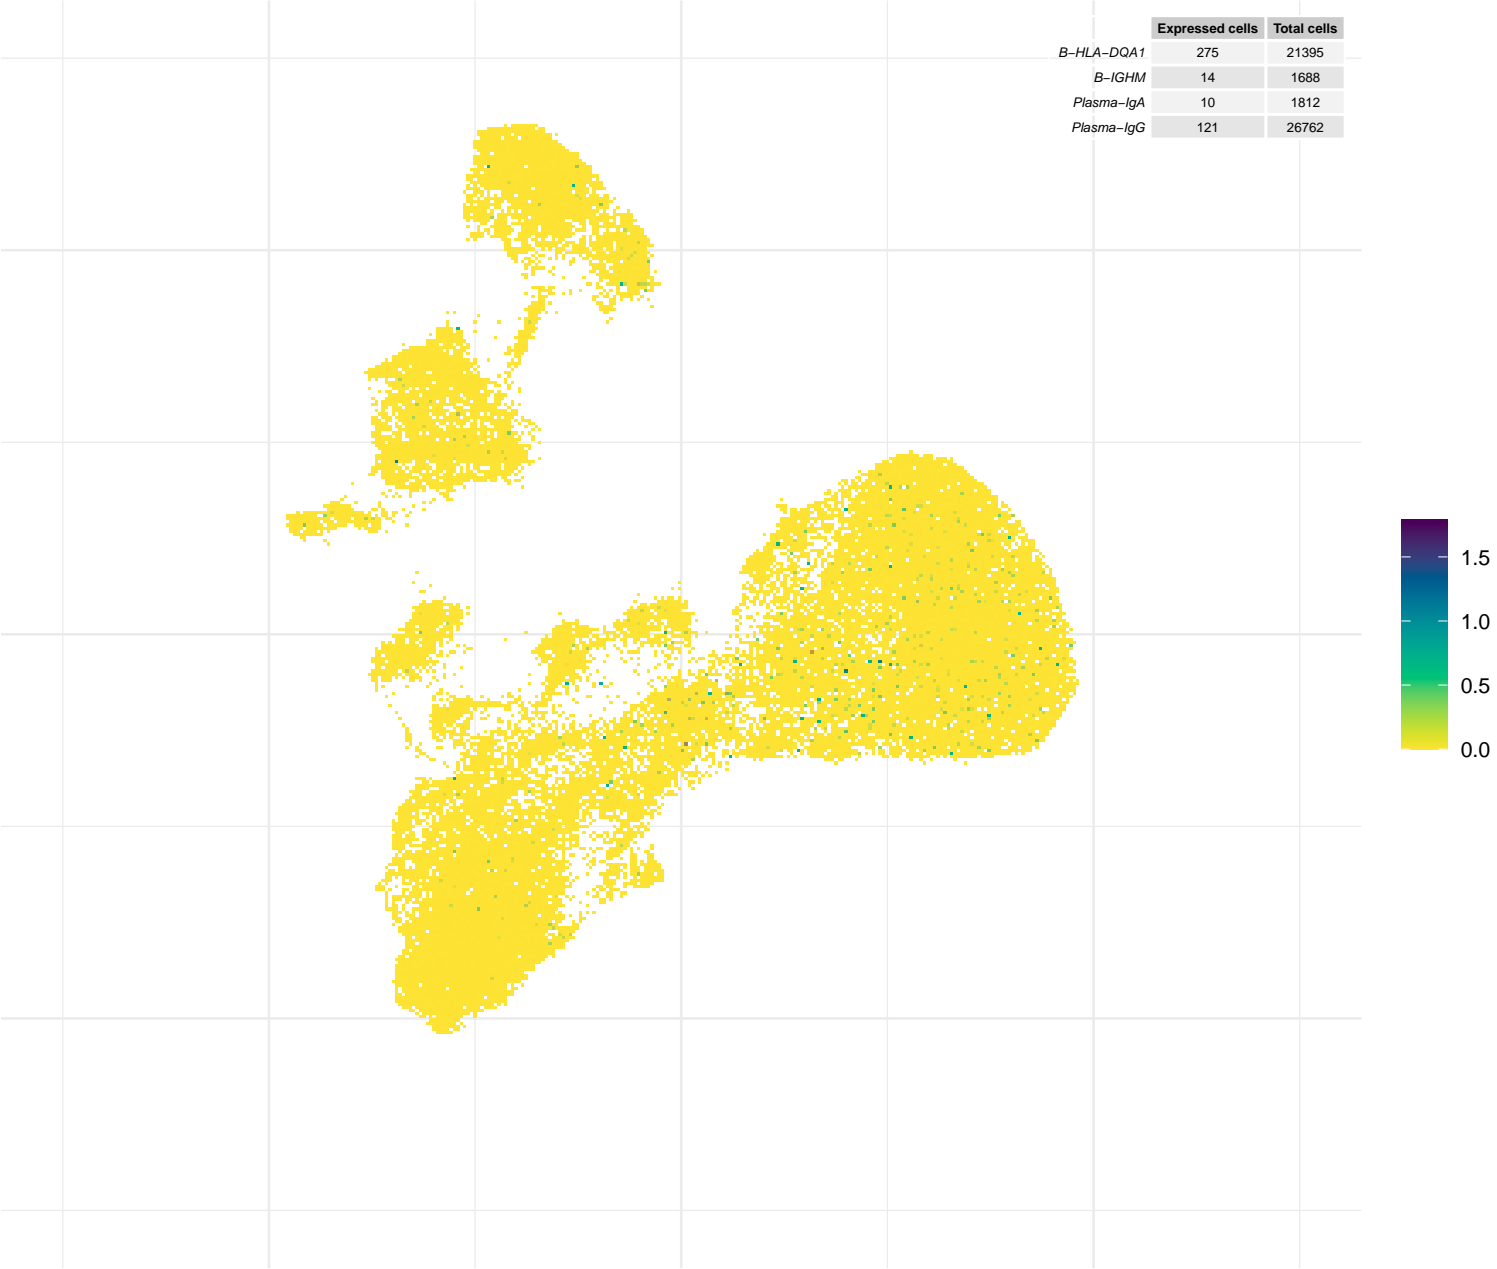 Expressed cells Total cells
B−HLA−DQA1 275 21395
B−IGHM 14 1688
Plasma−IgA 10 1812
Plasma−IgG 121 26762
1.5
1.0
0.5
0.0